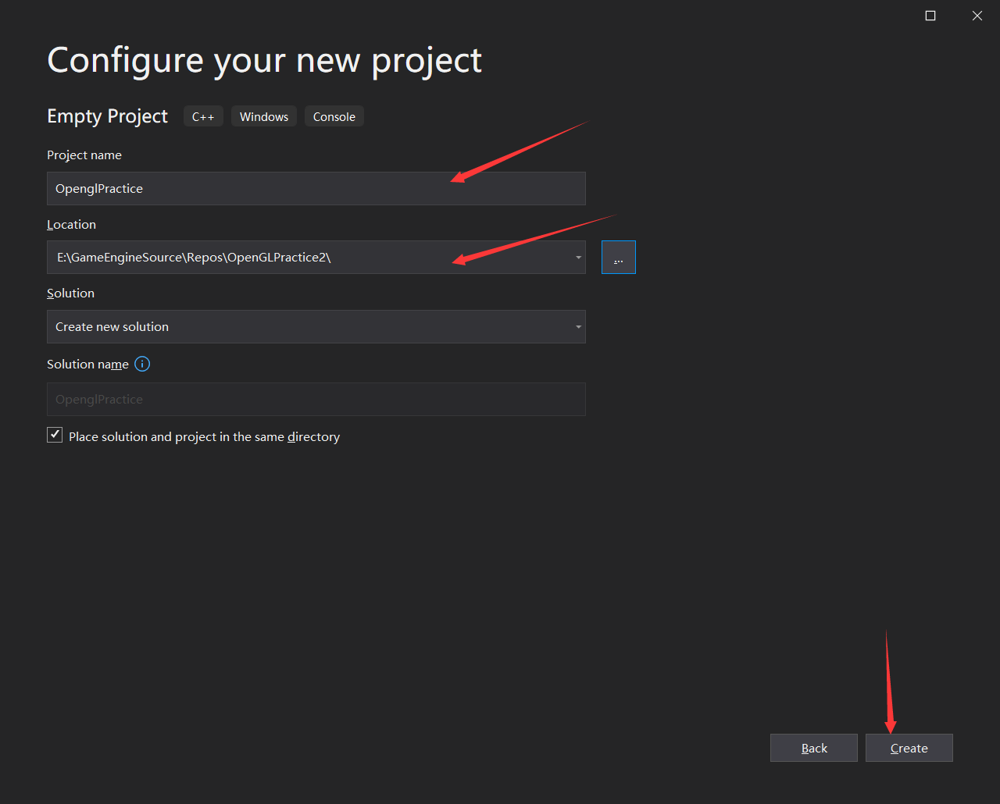 Configure your new project
Empty Project C++ Windows Console
Project name
OpenglPractice
Location
E:\GameEngineSource\Repos\OpenGLPractice2\
...
Solution
Create new solution
Solution name
OpenglPractice
Place solution and project in the same directory
Back Create